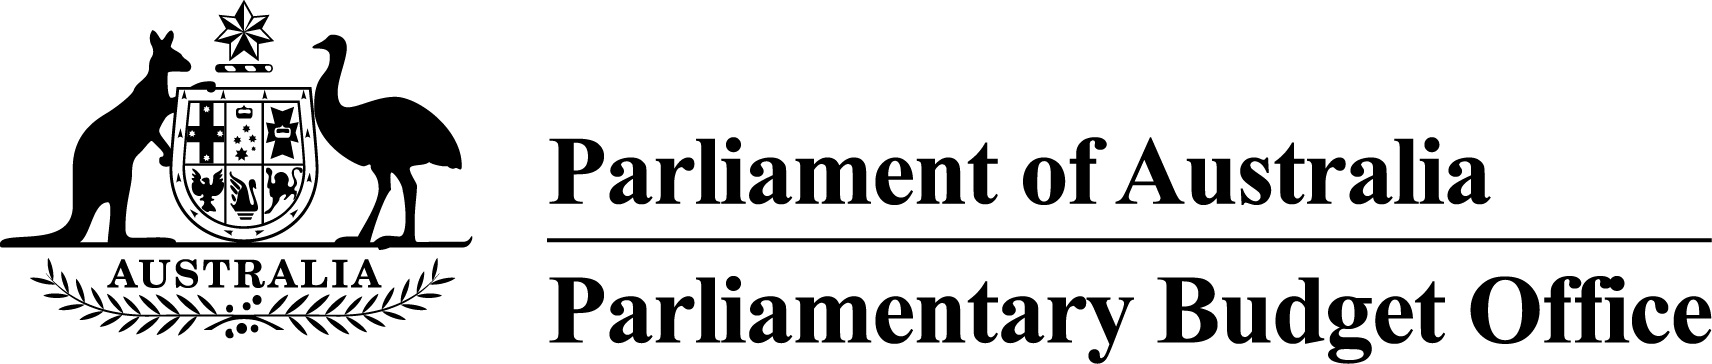 AUSTRALIA
Parliament of Australia
Parliamentary Budget Office